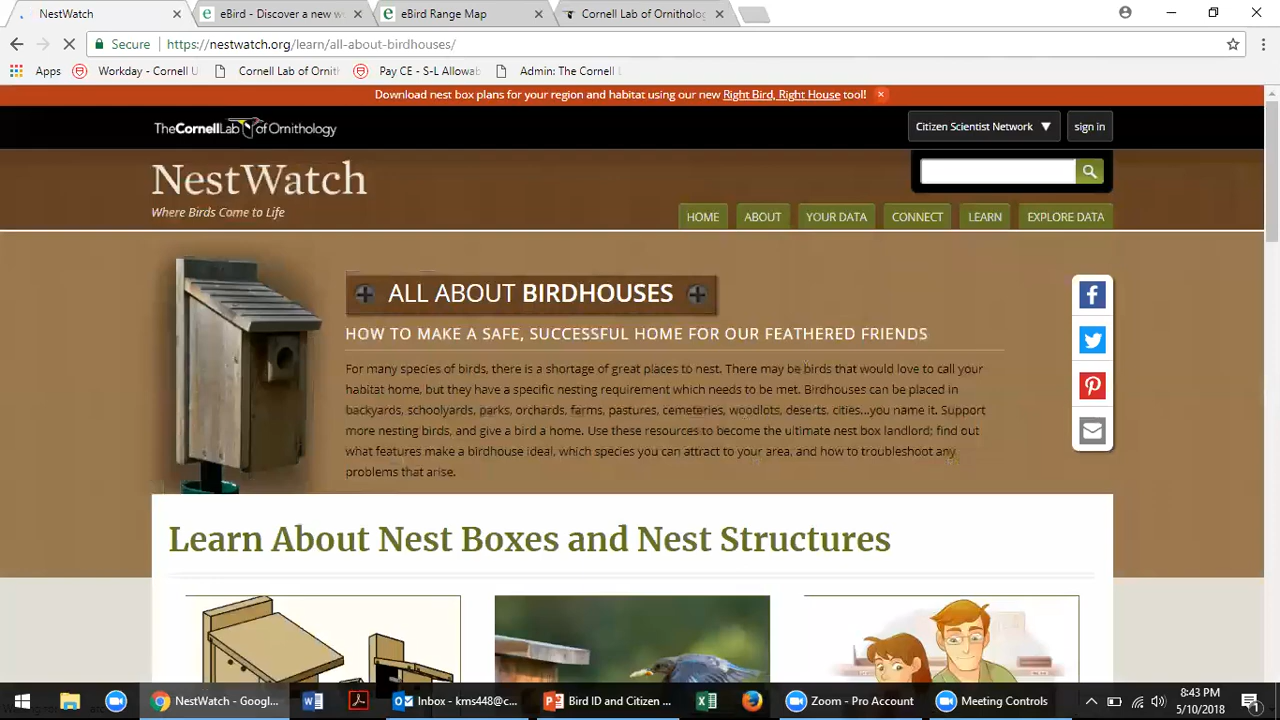 NestWatch
eBird - Discover a new w
eBird Range Map
Cornell Lab of Ornitholog
Secure
https://nestwatch.org/learn/all-about-birdhouses/
Apps
Workday - Cornell U
Cornell Lab of Ornith
Pay CE - S-L Allowab
Admin: The Cornell L
Download nest box plans for your region and habitat using our new Right Bird, Right House tool!
TheCornellLab of Ornithology
Citizen Scientist Network ▼
sign in
NestWatch
Where Birds Come to Life
HOME
ABOUT
YOUR DATA
CONNECT
LEARN
EXPLORE DATA
ALL ABOUT BIRDHOUSES
HOW TO MAKE A SAFE, SUCCESSFUL HOME FOR OUR FEATHERED FRIENDS
For many species of birds, there is a shortage of great places to nest. There may be birds that would love to call your
habitat home, but they have a specific nesting requirement which needs to be met. Birdhouses can be placed in
backyards, schoolyards, parks, orchards, farms, pastures, cemeteries, woodlots, deserts, cities...you name it. Support
more nesting birds, and give a bird a home. Use these resources to become the ultimate nest box landlord; find out
what features make a birdhouse ideal, which species you can attract to your area, and how to troubleshoot any
problems that arise.
Learn About Nest Boxes and Nest Structures
NestWatch - Googl...
Inbox - kms448@c...
Bird ID and Citizen ...
Zoom - Pro Account
Meeting Controls
8:43 PM
5/10/2018